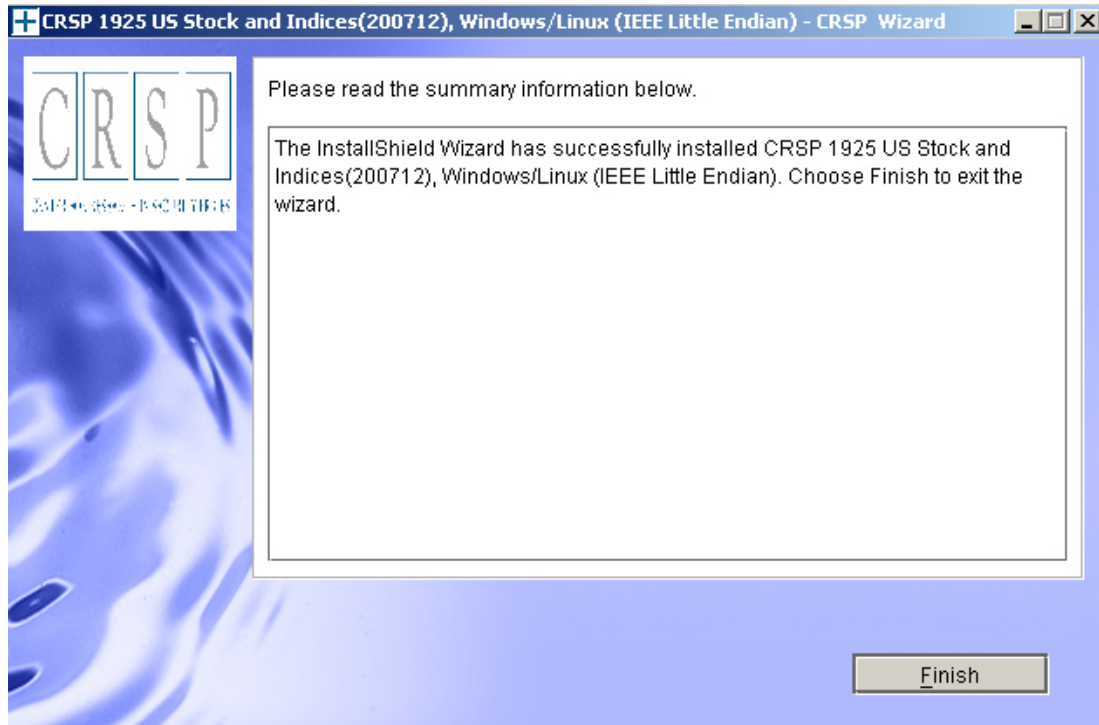 CRSP 1925 US Stock and Indices(200712), Windows/Linux (IEEE Little Endian) - CRSP  Wizard
CRSP
Please read the summary information below.
The InstallShield Wizard has successfully installed CRSP 1925 US Stock and
Indices(200712), Windows/Linux (IEEE Little Endian). Choose Finish to exit the
wizard.
Finish